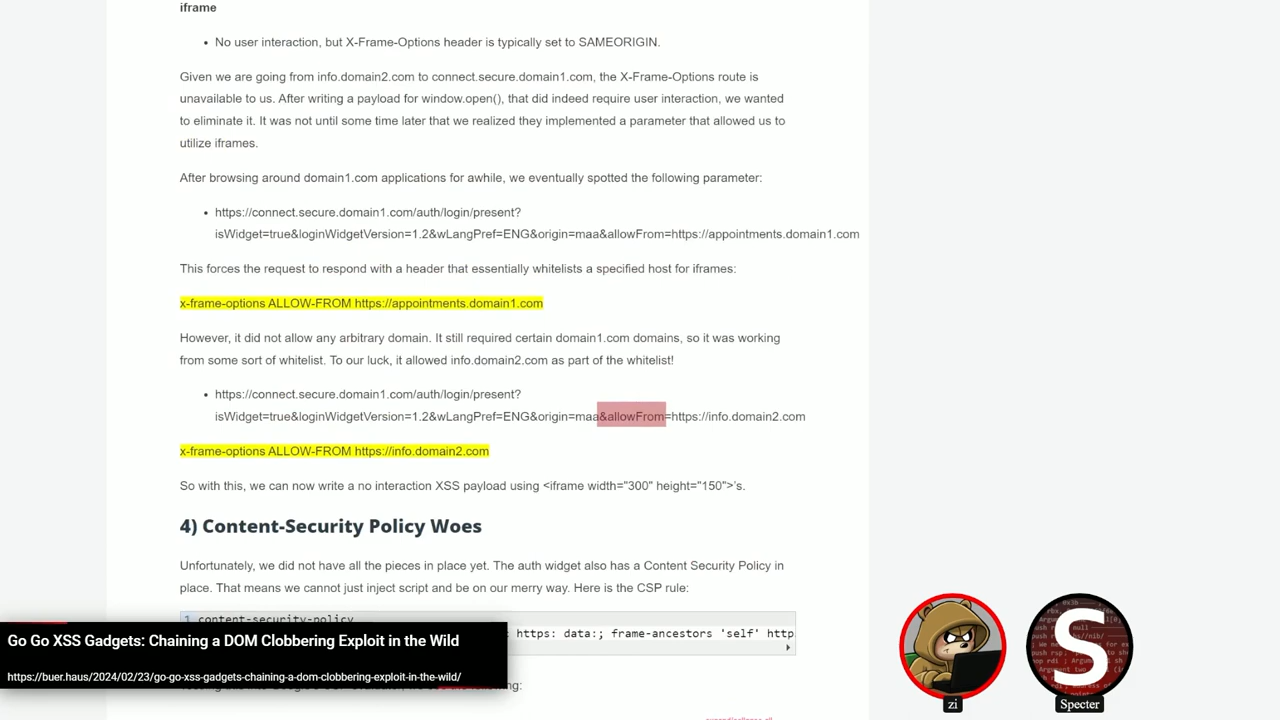 iframe
• No user interaction, but X-Frame-Options header is typically set to SAMEORIGIN.
Given we are going from info.domain2.com to connect.secure.domain1.com, the X-Frame-Options route is
unavailable to us. After writing a payload for window.open(), that did indeed require user interaction, we wanted
to eliminate it. It was not until some time later that we realized they implemented a parameter that allowed us to
utilize iframes.
After browsing around domain1.com applications for awhile, we eventually spotted the following parameter:
• https://connect.secure.domain1.com/auth/login/present?
isWidget=true&loginWidgetVersion=1.2&wLangPref=ENG&origin=maa&allowFrom=https://appointments.domain1.com
This forces the request to respond with a header that essentially whitelists a specified host for iframes:
x-frame-options ALLOW-FROM https://appointments.domain1.com
However, it did not allow any arbitrary domain. It still required certain domain1.com domains, so it was working
from some sort of whitelist. To our luck, it allowed info.domain2.com as part of the whitelist!
• https://connect.secure.domain1.com/auth/login/present?
isWidget=true&loginWidgetVersion=1.2&wLangPref=ENG&origin=maa&allowFrom=https://info.domain2.com
x-frame-options ALLOW-FROM https://info.domain2.com
So with this, we can now write a no interaction XSS payload using <iframe width="300" height="150">'s.
4) Content-Security Policy Woes
Unfortunately, we did not have all the pieces in place yet. The auth widget also has a Content Security Policy in
place. That means we cannot just inject script and be on our merry way. Here is the CSP rule:
1 content-security-policy
https: data:; frame-ancestors 'self' http
Go Go XSS Gadgets: Chaining a DOM Clobbering Exploit in the Wild
https://buer.haus/2024/02/23/go-go-xss-gadgets-chaining-a-dom-clobbering-exploit-in-the-wild/
zi
S
Specter